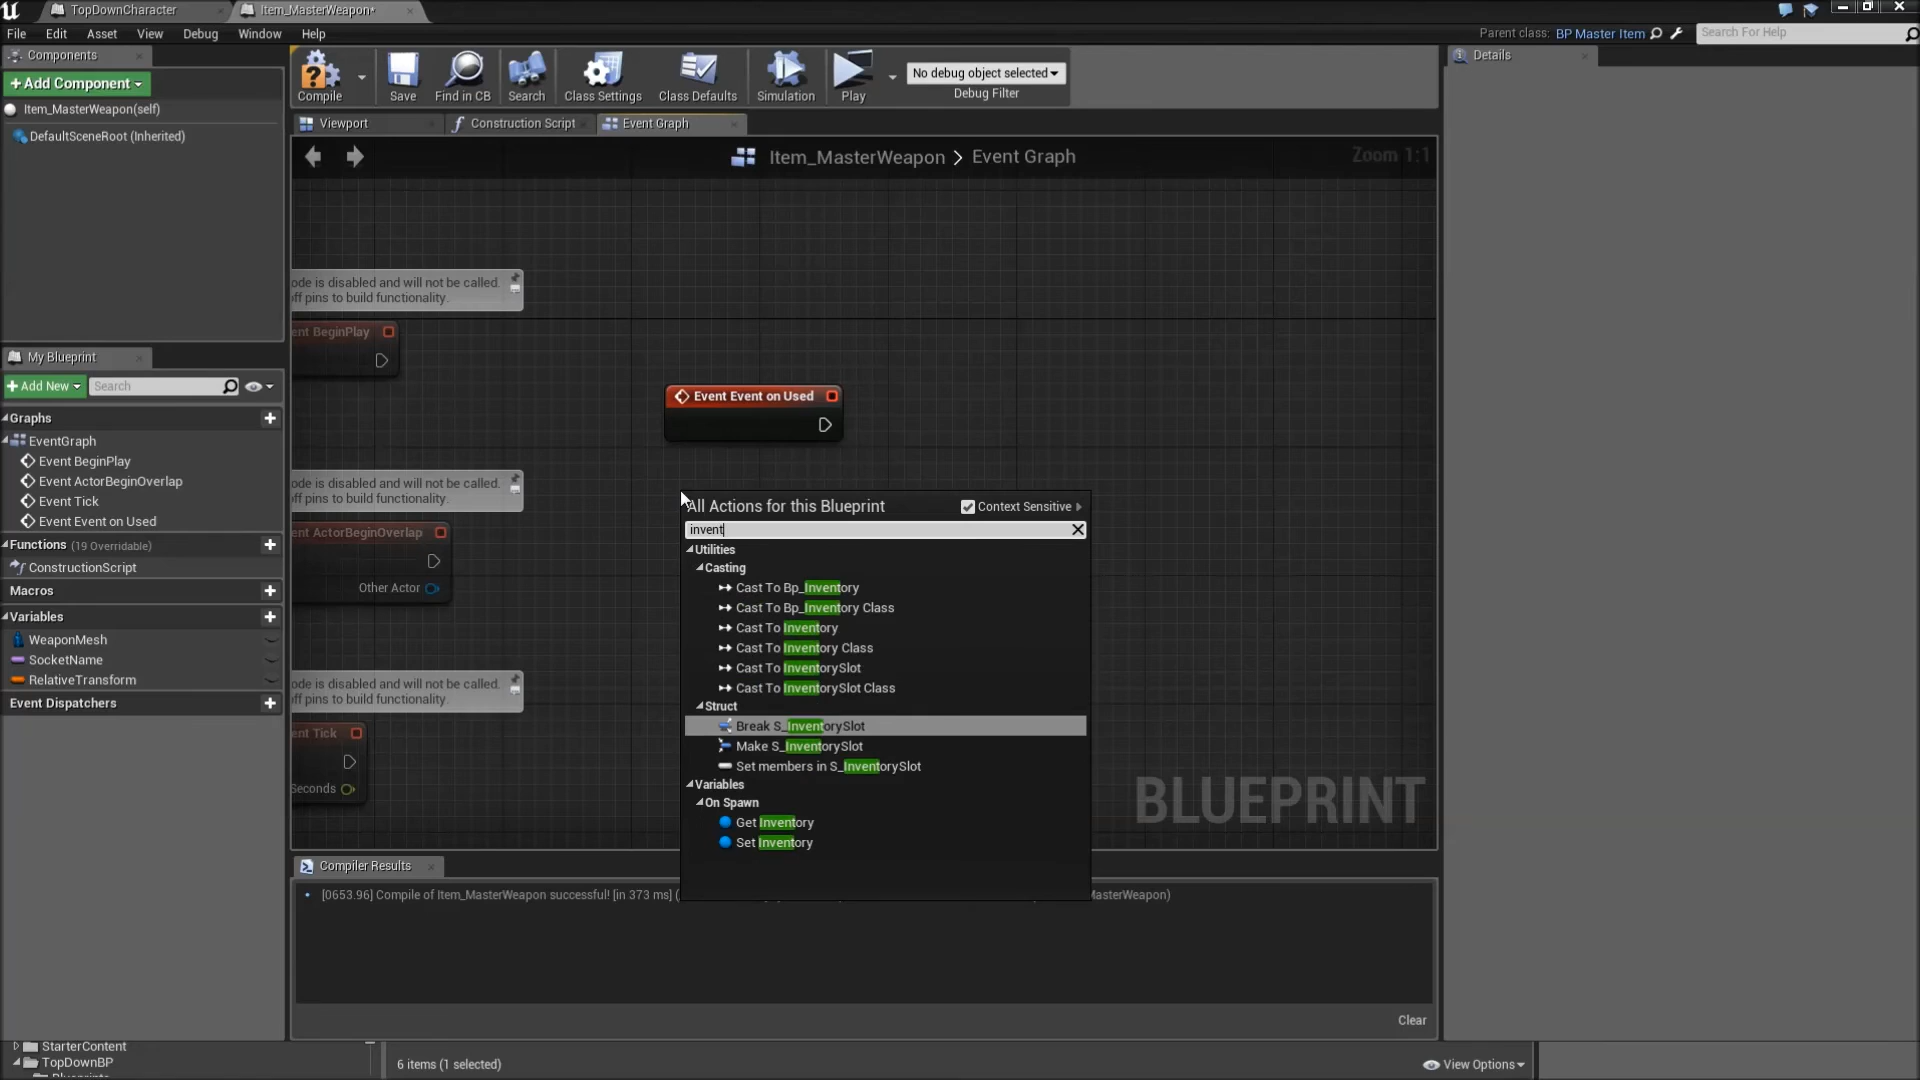 TopDownCharacter
Item_MasterWeapon*
File
Edit
Asset
View
Debug
Window
Help
Parent class: BP Master Item
Search For Help
Components
+Add Component
Item_MasterWeapon(self)
DefaultSceneRoot (Inherited)
Compile
Save
Find in CB
Search
Class Settings
Class Defaults
Simulation
Play
No debug object selected
Debug Filter
Details
Viewport
Construction Script
Event Graph
Item_MasterWeapon > Event Graph
Zoom 1:1
ode is disabled and will not be called.
off pins to build functionality.
ent BeginPlay
Event Event on Used
My Blueprint
+Add New
Search
Graphs
EventGraph
Event BeginPlay
Event ActorBeginOverlap
Event Tick
Event Event on Used
Functions (19 Overridable)
ConstructionScript
Macros
Variables
WeaponMesh
SocketName
RelativeTransform
Event Dispatchers
ode is disabled and will not be called.
off pins to build functionality.
ent ActorBeginOverlap
Other Actor
ode is disabled and will not be called.
off pins to build functionality.
ent Tick
Seconds
All Actions for this Blueprint
Context Sensitive
invent
Utilities
Casting
Cast To Bp_Inventory
Cast To Bp_Inventory Class
Cast To Inventory
Cast To Inventory Class
Cast To InventorySlot
Cast To InventorySlot Class
Struct
Break S_InventorySlot
Make S_InventorySlot
Set members in S_InventorySlot
Variables
On Spawn
Get Inventory
Set Inventory
BLUEPRINT
Compiler Results
[0653.96] Compile of Item_MasterWeapon successful! [in 373 ms] (
MasterWeapon)
Clear
StarterContent
TopDownBP
6 items (1 selected)
View Options